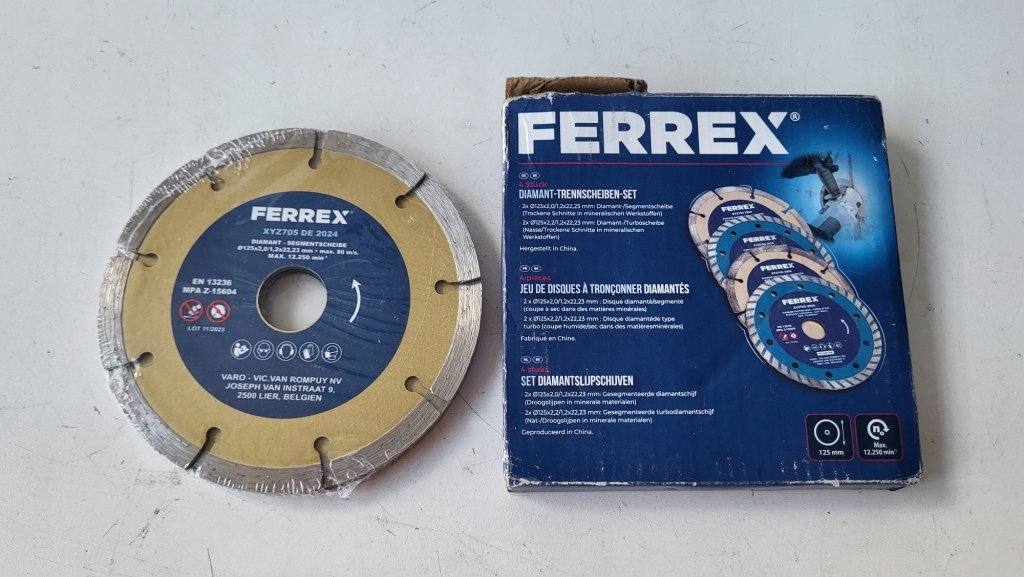 FERREX®
XYZ705 DE 2024
DIAMANT - SEGMENTSCHEIBE
Ø125x2,0/1,2x22,23 mm • max. 80 m/s.
MAX. 12.250 min⁻¹
EN 13236
MPA Z-15604
LOT 11/2023
VARO - VIC.VAN ROMPUY NV
JOSEPH VAN INSTRAAT 9,
2500 LIER, BELGIEN
FERREX®
4 Stück
DIAMANT-TRENNSCHEIBEN-SET
2x Ø125x2,0/1,2x22,23 mm: Diamant-/Segmentscheibe
(Trockene Schnitte in mineralischen Werkstoffen)
2x Ø125x2,2/1,2x22,23 mm: Diamant-/Turboscheibe
(Nasse/Trockene Schnitte in mineralischen
Werkstoffen)
Hergestellt in China.
4 pièces
JEU DE DISQUES À TRONÇONNER DIAMANTÉS
2 x Ø125x2,0/1,2x22,23 mm : Disque diamanté/segmenté
(coupe à sec dans des matières minérales)
2 x Ø125x2,2/1,2x22,23 mm : Disque diamantéde type
turbo (coupe humide/sec dans des matièresminérales)
Fabriqué en Chine.
4 stuks
SET DIAMANTSLIJPSCHIJVEN
2x Ø125x2,0/1,2x22,23 mm: Gesegmenteerde diamantschijf
(Droogslijpen in minerale materialen)
2x Ø125x2,2/1,2x22,23 mm: Gesegmenteerde turbodiamantschijf
(Nat-/Droogslijpen in minerale materialen)
Geproduceerd in China.
FERREX
FERREX
FERREX
FERREX
125 mm
n
Max.
12.250 min⁻¹